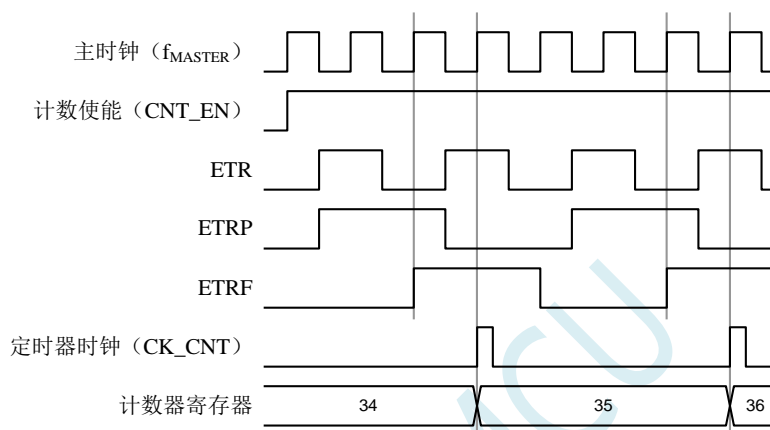 主时钟（fMASTER）
计数使能（CNT_EN）
ETR
ETRP
ETRF
定时器时钟（CK_CNT）
计数器寄存器 34 35 36
MCU